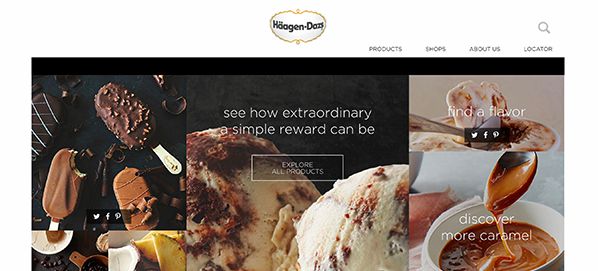 Häagen-Dazs
PRODUCTS
SHOPS
ABOUT US
LOCATOR
see how extraordinary
a simple reward can be
EXPLORE
ALL PRODUCTS
find a flavor
discover
more caramel